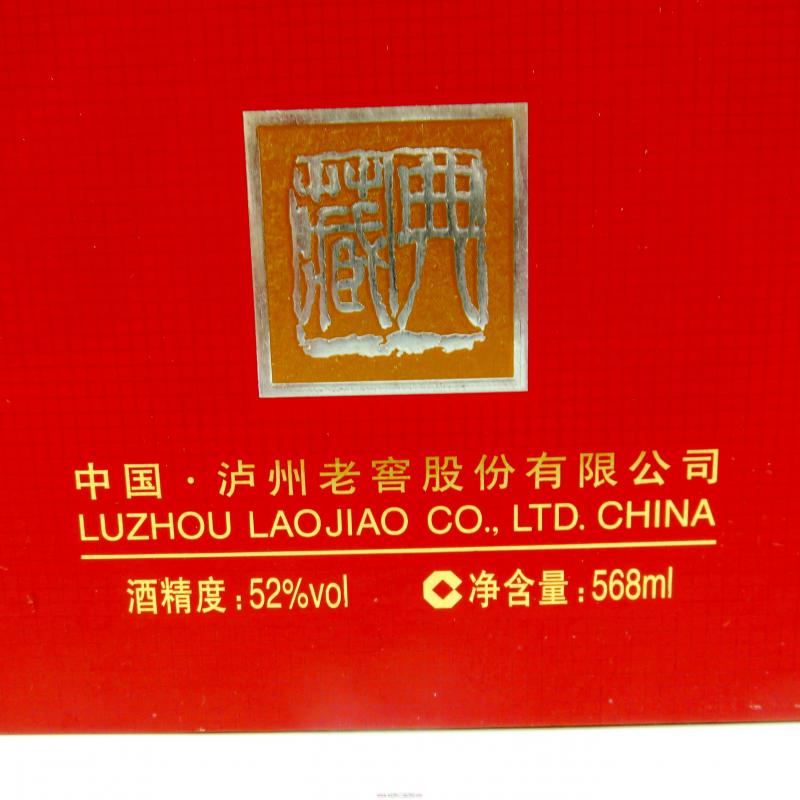 典藏
中国·泸州老窖股份有限公司
LUZHOU LAOJIAO CO., LTD. CHINA
酒精度:52%vol 净含量:568ml